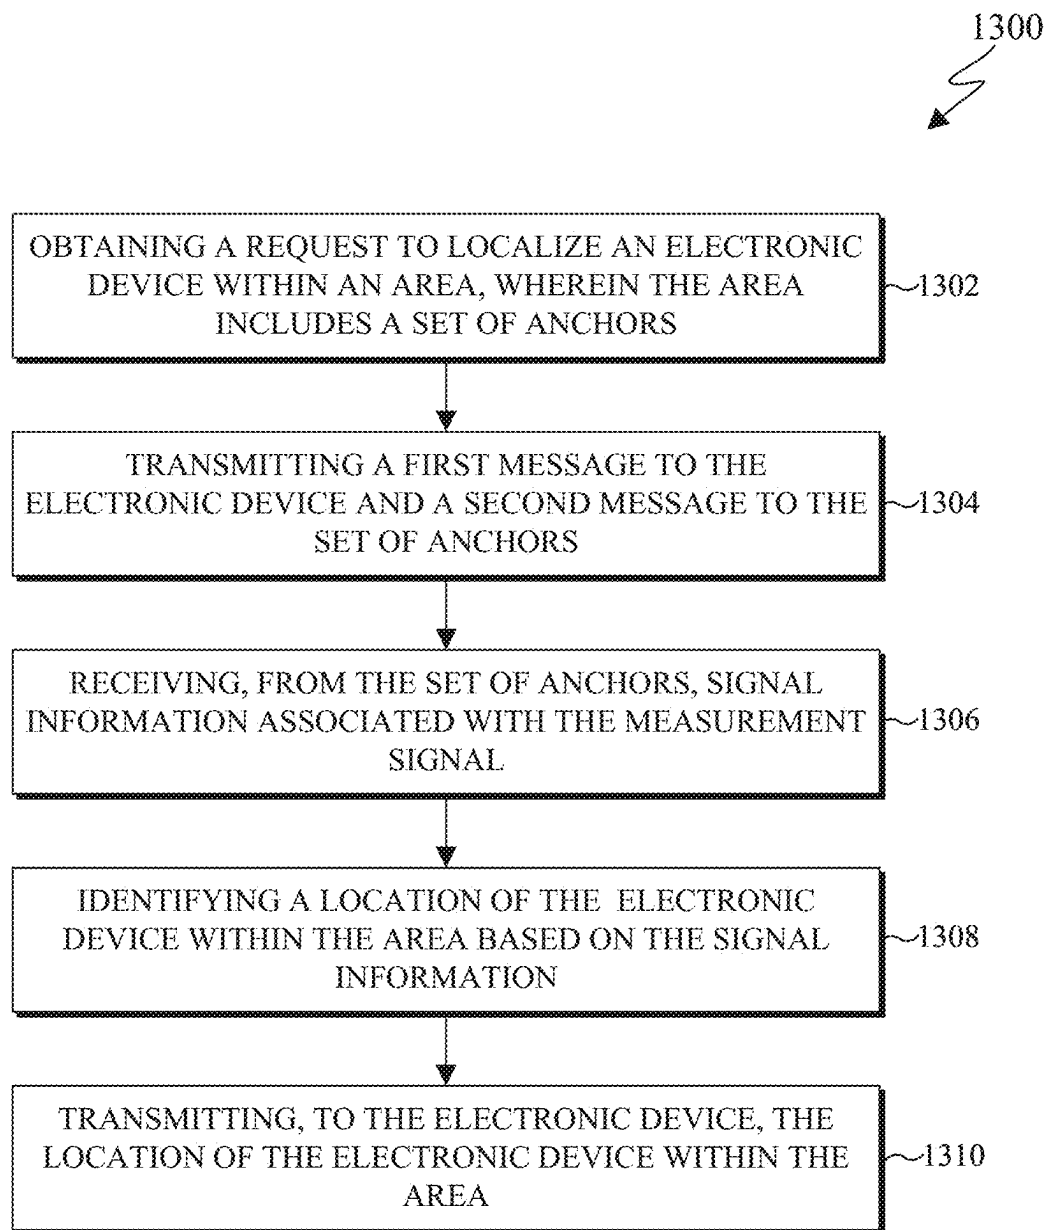 1300
OBTAINING A REQUEST TO LOCALIZE AN ELECTRONIC
DEVICE WITHIN AN AREA, WHEREIN THE AREA
INCLUDES A SET OF ANCHORS
1302
TRANSMITTING A FIRST MESSAGE TO THE
ELECTRONIC DEVICE AND A SECOND MESSAGE TO THE
SET OF ANCHORS
1304
RECEIVING, FROM THE SET OF ANCHORS, SIGNAL
INFORMATION ASSOCIATED WITH THE MEASUREMENT
SIGNAL
1306
IDENTIFYING A LOCATION OF THE ELECTRONIC
DEVICE WITHIN THE AREA BASED ON THE SIGNAL
INFORMATION
1308
TRANSMITTING, TO THE ELECTRONIC DEVICE, THE
LOCATION OF THE ELECTRONIC DEVICE WITHIN THE
AREA
1310